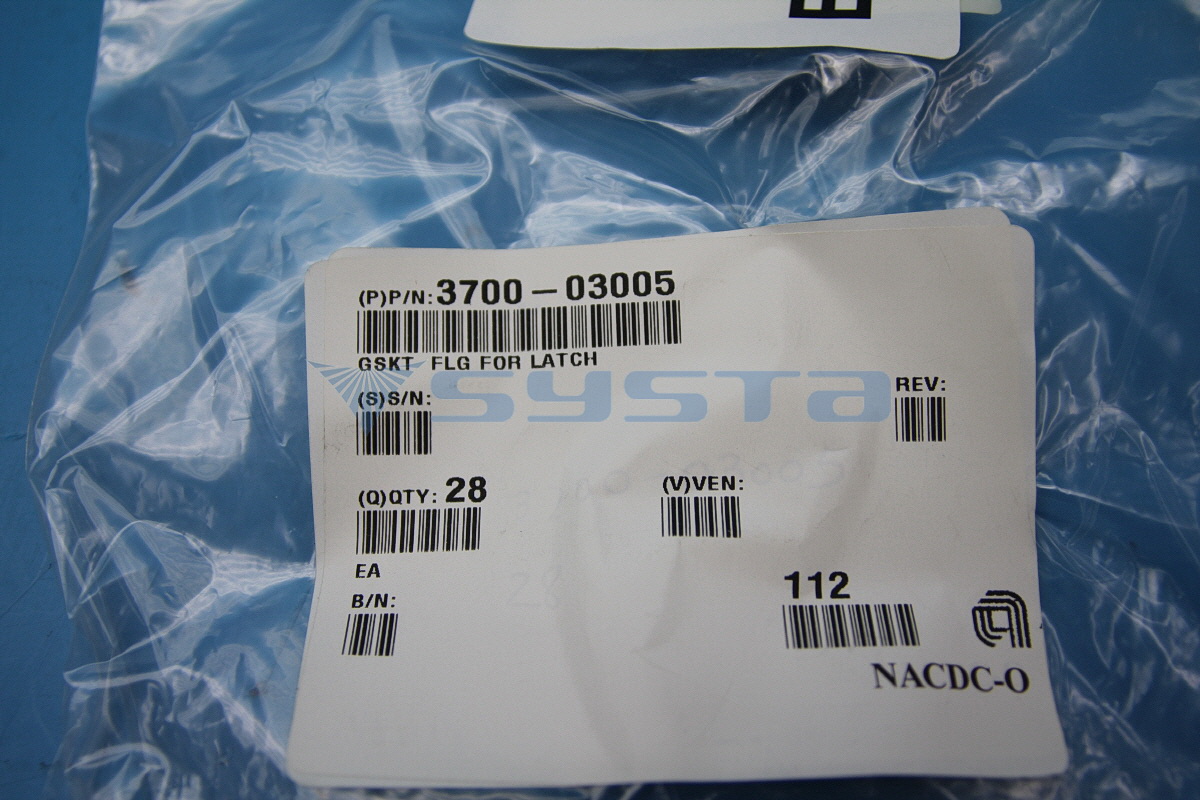 (P)P/N: 3700-03005
GSKT FLG FOR LATCH
systa
(S)S/N:
REV:
(Q)QTY: 28
(V)VEN:
EA
B/N:
112
NACDC-O